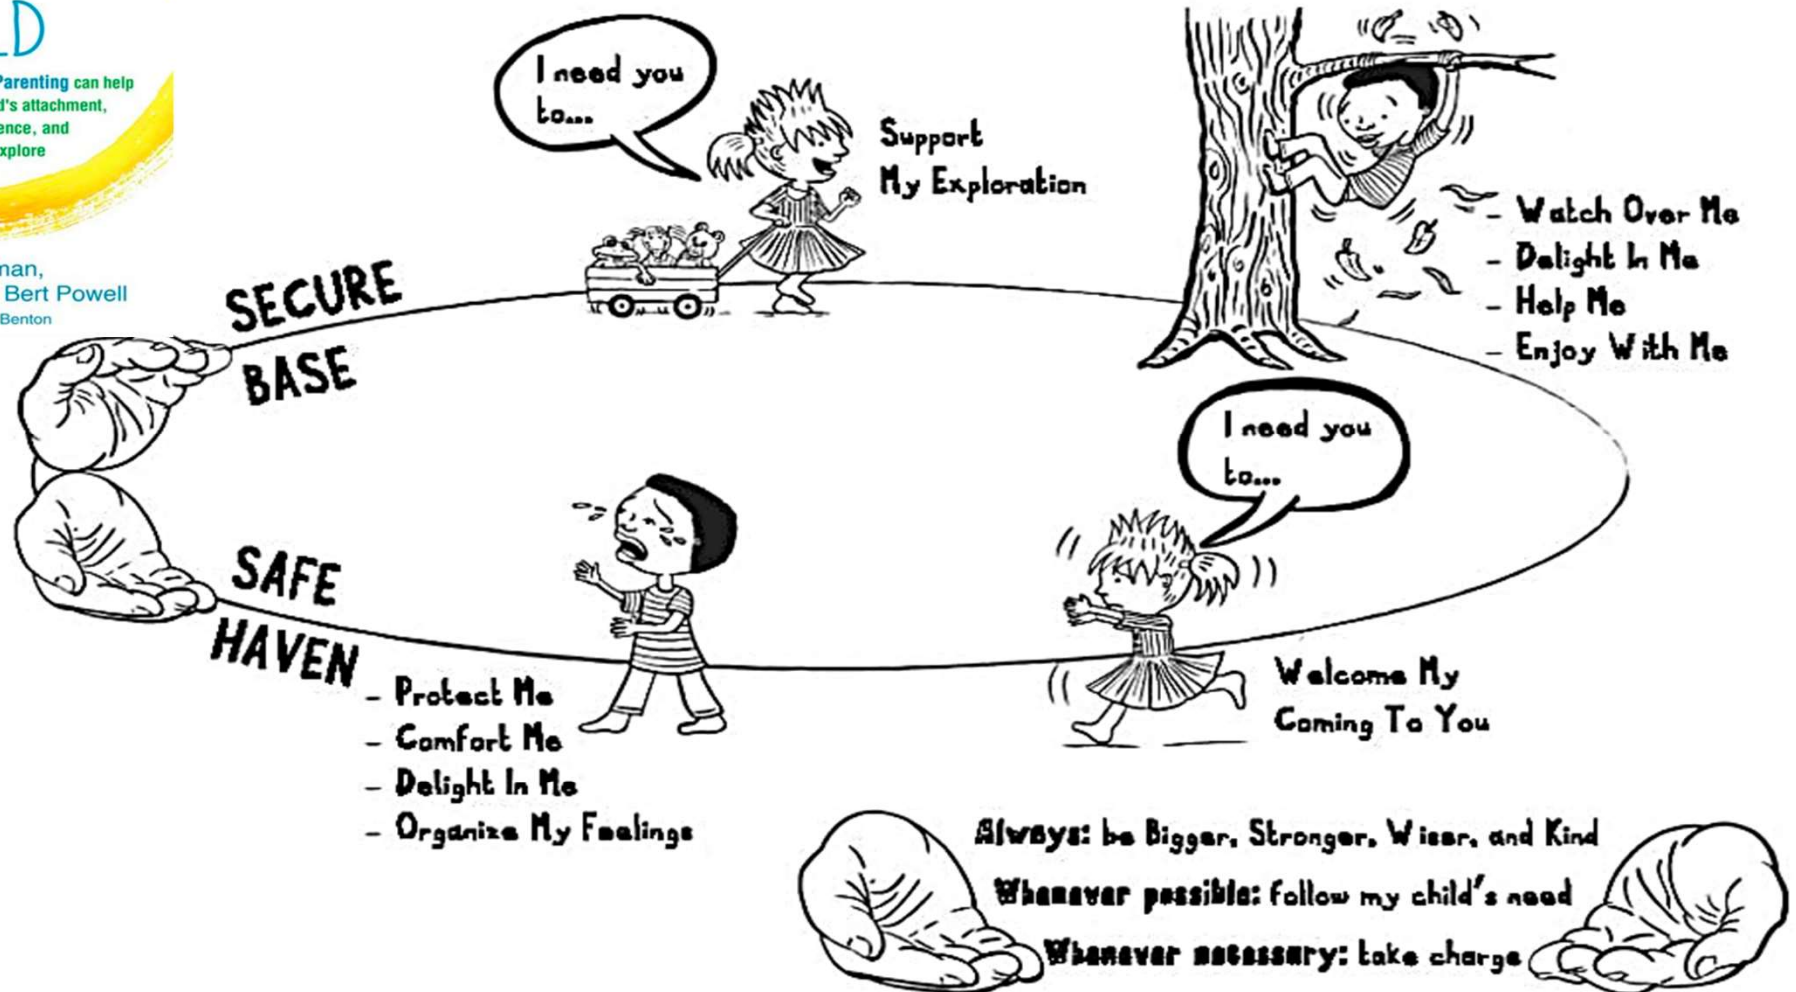 LD
Parenting can help
d's attachment,
ence, and
xplore
man,
Bert Powell
Benton
I need you
to...
Support
My Exploration
- Watch Over Me
- Delight In Me
- Help Me
- Enjoy With Me
SECURE
BASE
I need you
to...
SAFE
HAVEN
Welcome My
Coming To You
- Protect Me
- Comfort Me
- Delight In Me
- Organize My Feelings
Always: be Bigger, Stronger, Wiser, and Kind
Whenever possible: follow my child's need
Whenever necessary: take charge